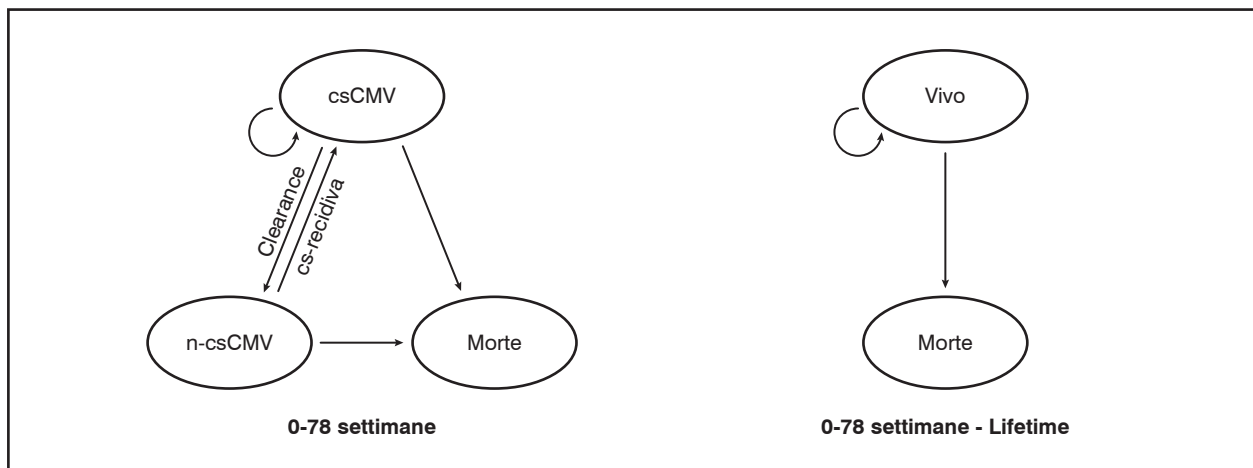 csCMV
Clearance
cs-recidiva
n-csCMV
Morte
0-78 settimane
Vivo
Morte
0-78 settimane - Lifetime